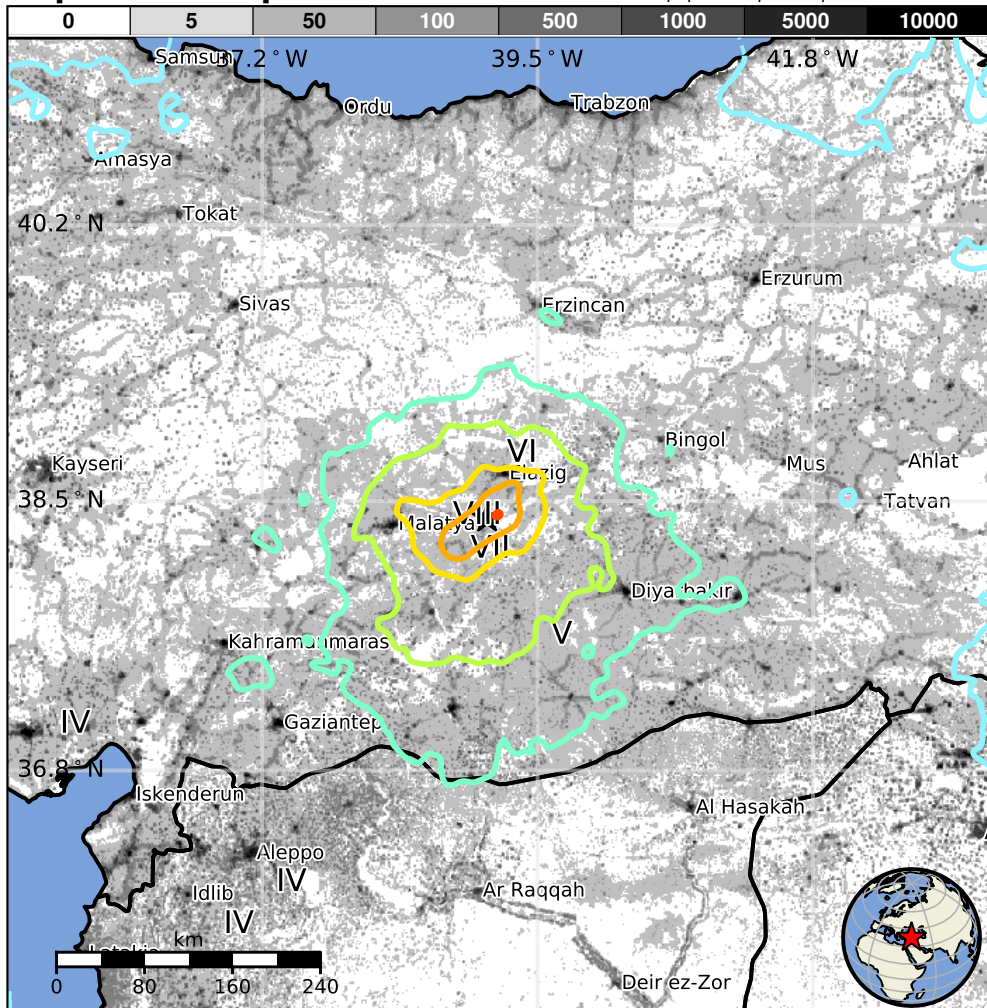 0 5 50 100 500 1000 5000 10000
Samsun 37.2°W 39.5°W 41.8°W
Ordu Trabzon
Amasya
40.2°N Tokat
Erzurum
Sivas Erzincan
Bingol
VI
Kayseri Elazig Mus Ahlat
38.5°N Tatvan
VIII
Malatya
VII
Diyarbakir
V
Kahramanmaras
IV Gaziantep
36.8°N
Iskenderun Al Hasakah
Aleppo
IV
Idlib Ar Raqqah
IV
km
Latakia
Deir ez-Zor
0 80 160 240